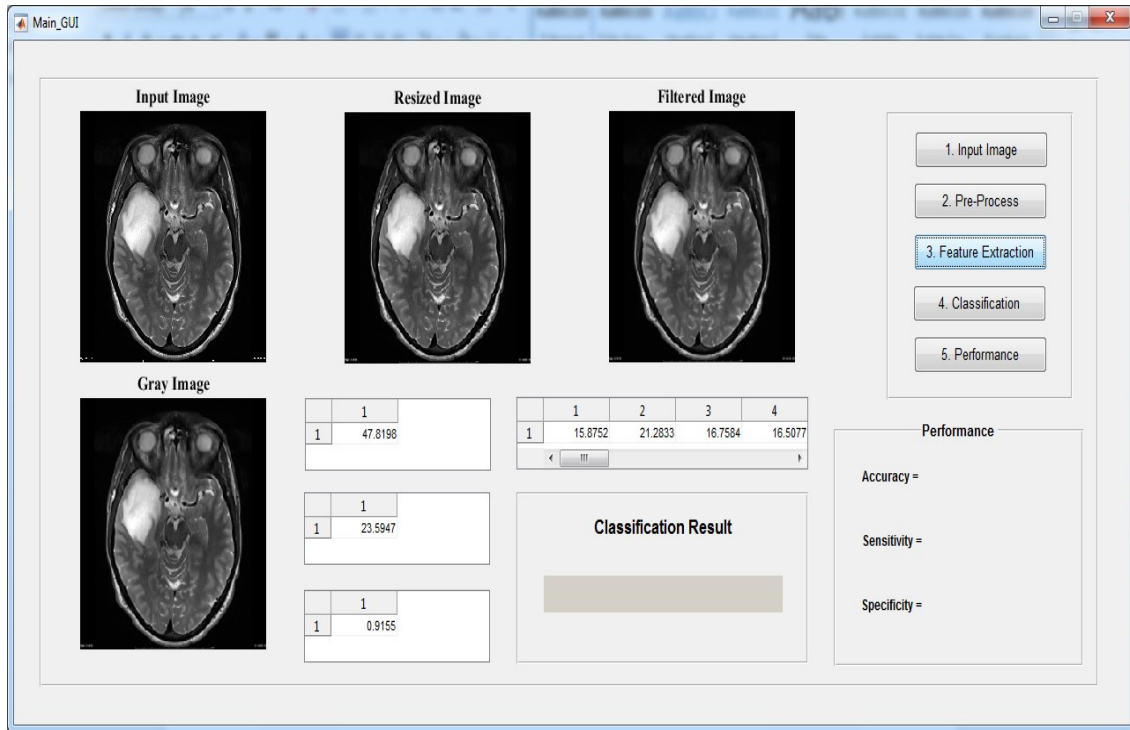 Main_GUI
Input Image
Resized Image
Filtered Image
1. Input Image
2. Pre-Process
3. Feature Extraction
4. Classification
5. Performance
Gray Image
1
1 47.8198
1 2 3 4
1 15.8752 21.2833 16.7584 16.5077
1
1 23.5947
1
1 0.9155
Classification Result
Performance
Accuracy =
Sensitivity =
Specificity =